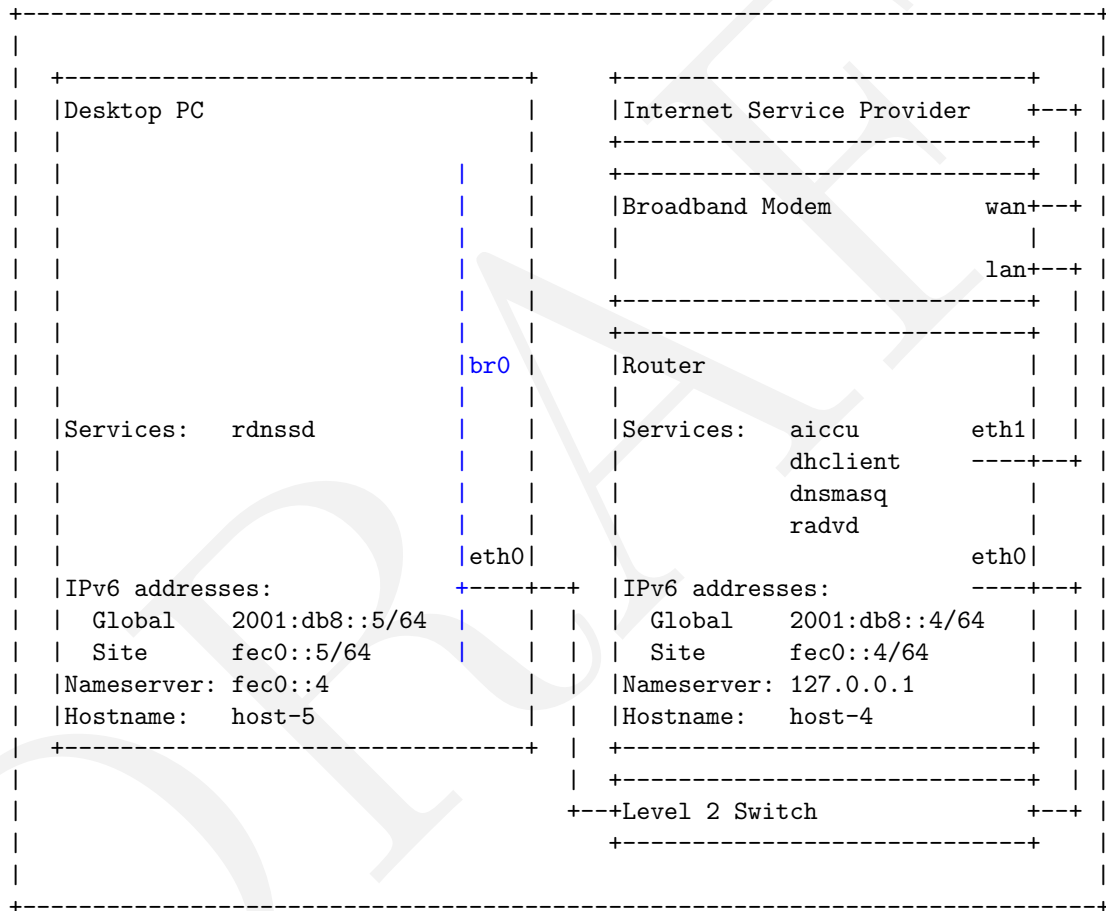 Desktop PC
Internet Service Provider
Broadband Modem wan
lan
br0
Router
Services: rdnssd
Services: aiccu eth1
dhclient
dnsmasq
radvd
eth0
eth0
IPv6 addresses:
IPv6 addresses:
Global 2001:db8::5/64
Global 2001:db8::4/64
Site fec0::5/64
Site fec0::4/64
Nameserver: fec0::4
Nameserver: 127.0.0.1
Hostname: host-5
Hostname: host-4
Level 2 Switch
DRAFT